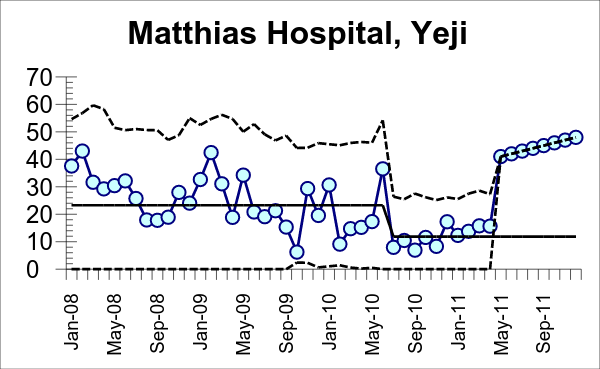 Matthias Hospital, Yeji
70
60
50
40
30
20
10
0
Jan-08
May-08
Sep-08
Jan-09
May-09
Sep-09
Jan-10
May-10
Sep-10
Jan-11
May-11
Sep-11